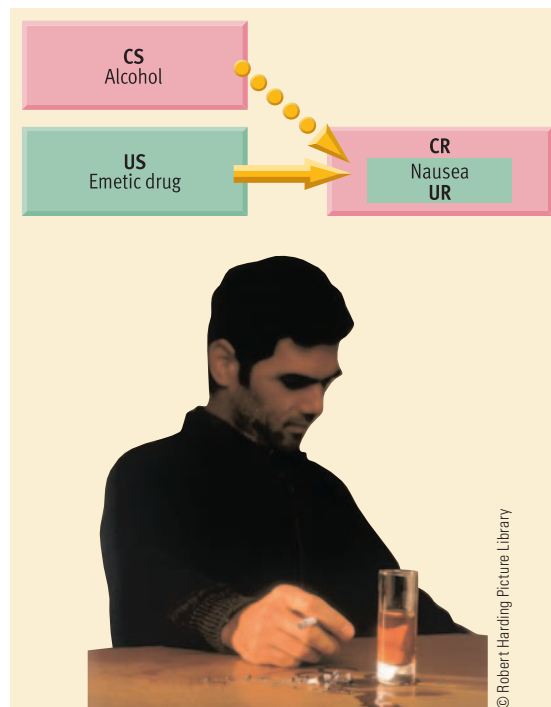 CS
Alcohol
US
Emetic drug
CR
Nausea
UR
© Robert Harding Picture Library